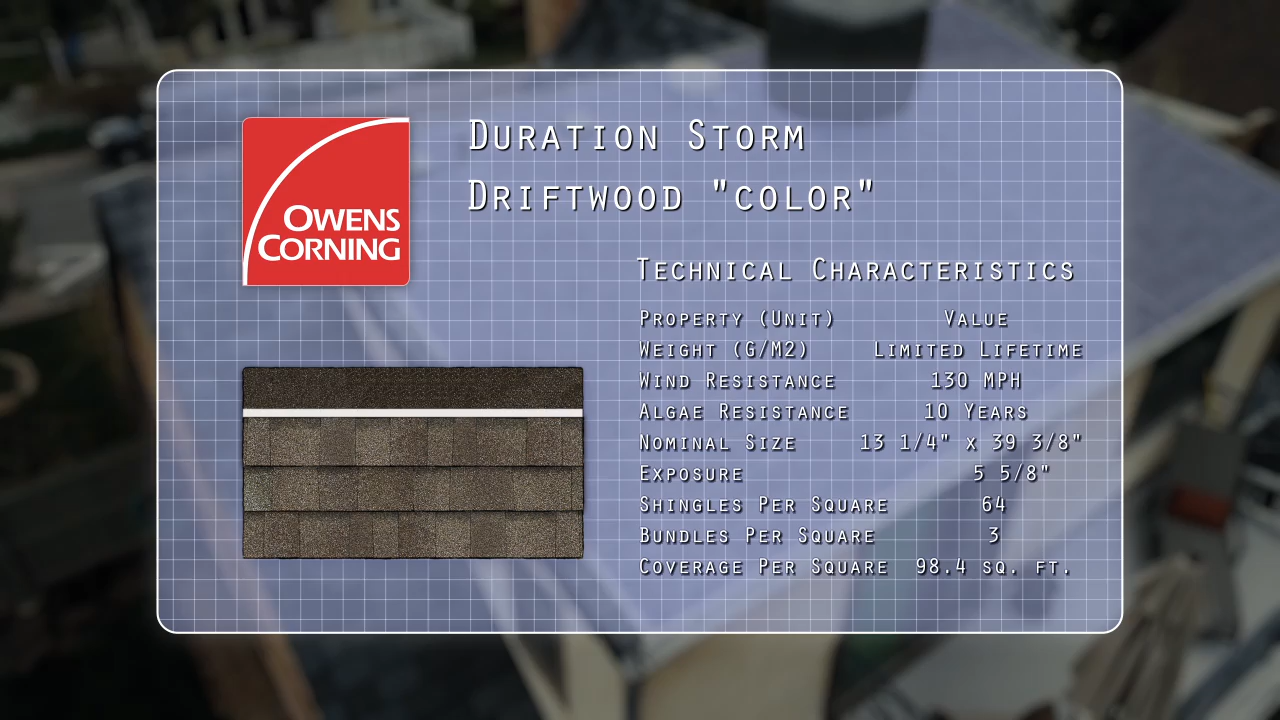 Owens
Corning
Duration Storm
Driftwood "color"
Technical Characteristics
Property (Unit) Value
Weight (G/M2) Limited Lifetime
Wind Resistance 130 MPH
Algae Resistance 10 Years
Nominal Size 13 1/4" x 39 3/8"
Exposure 5 5/8"
Shingles Per Square 64
Bundles Per Square 3
Coverage Per Square 98.4 sq. ft.